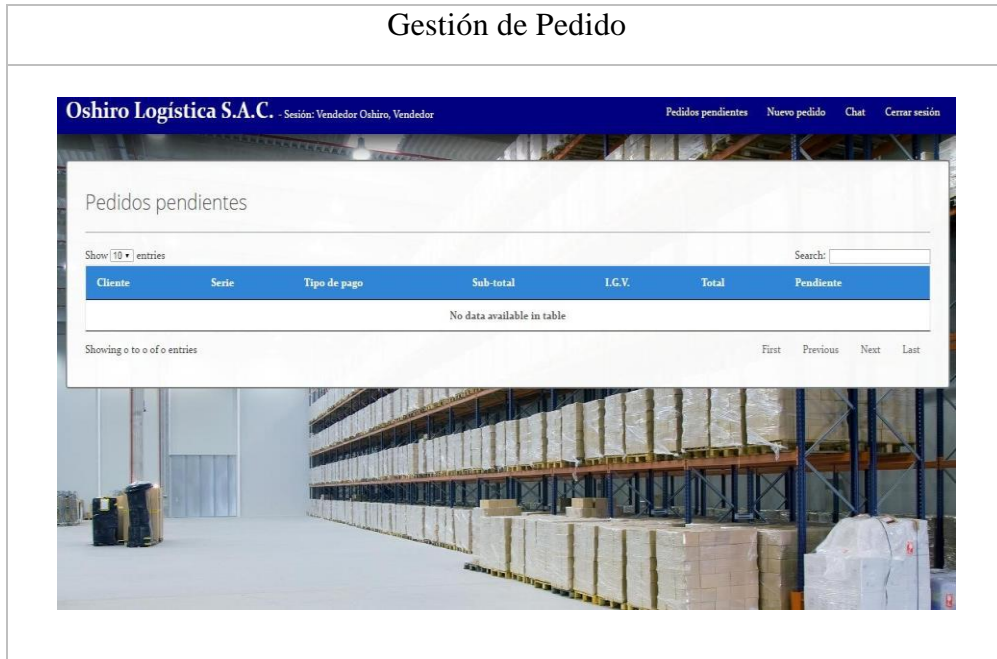 Gestión de Pedido
Oshiro Logística S.A.C. - Sesión: Vendedor Oshiro, Vendedor
Pedidos pendientes Nuevo pedido Chat Cerrar sesión
Pedidos pendientes
Show 10 entries
Search:
Cliente Serie Tipo de pago Sub-total I.G.V. Total Pendiente
No data available in table
Showing 0 to 0 of 0 entries
First Previous Next Last